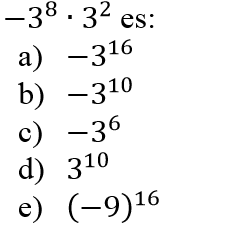 −3⁸ · 3² es:
a) −3¹⁶
b) −3¹⁰
c) −3⁶
d) 3¹⁰
e) (−9)¹⁶